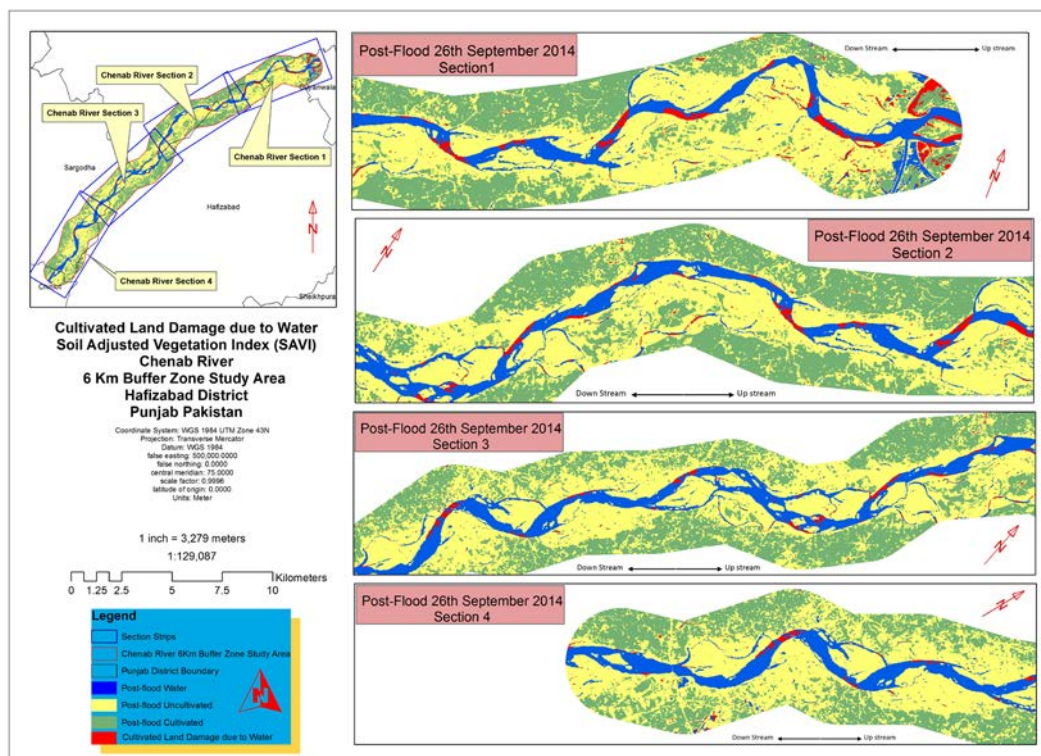 Chenab River Section 2
Chenab River Section 3
Sargodha
Chenab River Section 1
Hafizabad
Chenab River Section 4
Sheikhpura
Cultivated Land Damage due to Water
Soil Adjusted Vegetation Index (SAVI)
Chenab River
6 Km Buffer Zone Study Area
Hafizabad District
Punjab Pakistan
Coordinate System: WGS 1984 UTM Zone 43N
Projection: Transverse Mercator
Datum: WGS 1984
false easting: 500,000.0000
false northing: 0.0000
central meridian: 75.0000
scale factor: 0.9996
latitude of origin: 0.0000
Units: Meter
1 inch = 3,279 meters
1:129,087
Kilometers
0 1.25 2.5 5 7.5 10
Legend
Section Strips
Chenab River 6Km Buffer Zone Study Area
Punjab District Boundary
Post-flood Water
Post-flood Uncultivated
Post-flood Cultivated
Cultivated Land Damage due to Water
N
N
Post-Flood 26th September 2014
Section1
Down Stream Up stream
N
Post-Flood 26th September 2014
Section 2
N
Down Stream Up stream
Post-Flood 26th September 2014
Section 3
Down Stream Up stream
N
Post-Flood 26th September 2014
Section 4
N
Down Stream Up stream